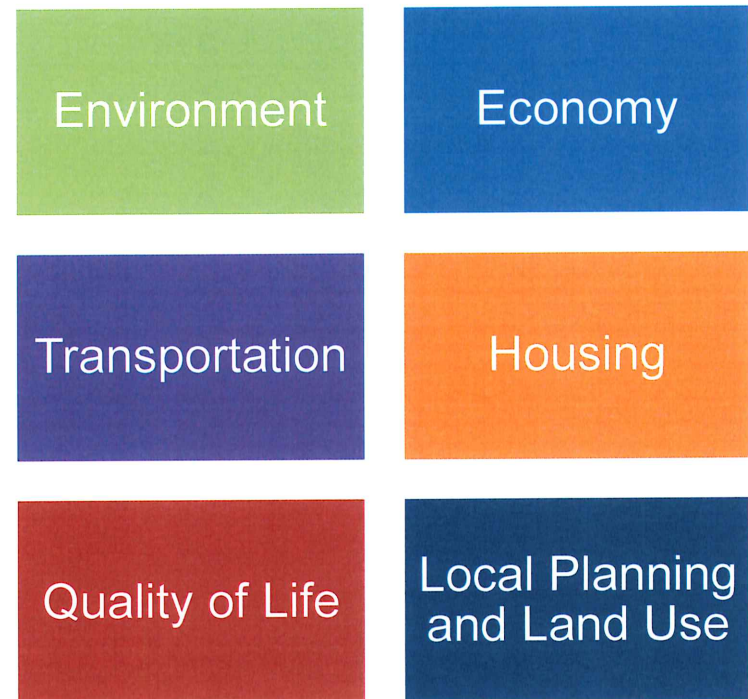 Environment
Economy
Transportation
Housing
Quality of Life
Local Planning
and Land Use